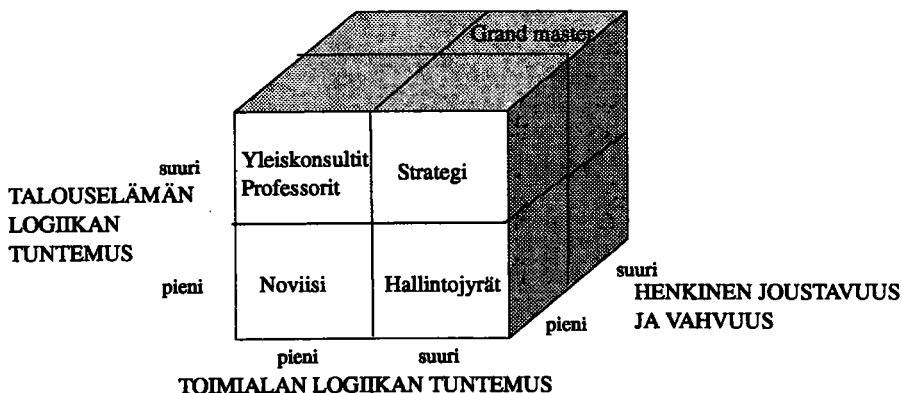 Grand master
suuri
Yleiskonsultit
Professorit
Strategi
TALOUSELÄMÄN
LOGIIKAN
TUNTEMUS
pieni
Noviisi
Hallintojyrät
suuri
HENKINEN JOUSTAVUUS
JA VAHVUUS
pieni
pieni
suuri
TOIMIALAN LOGIIKAN TUNTEMUS